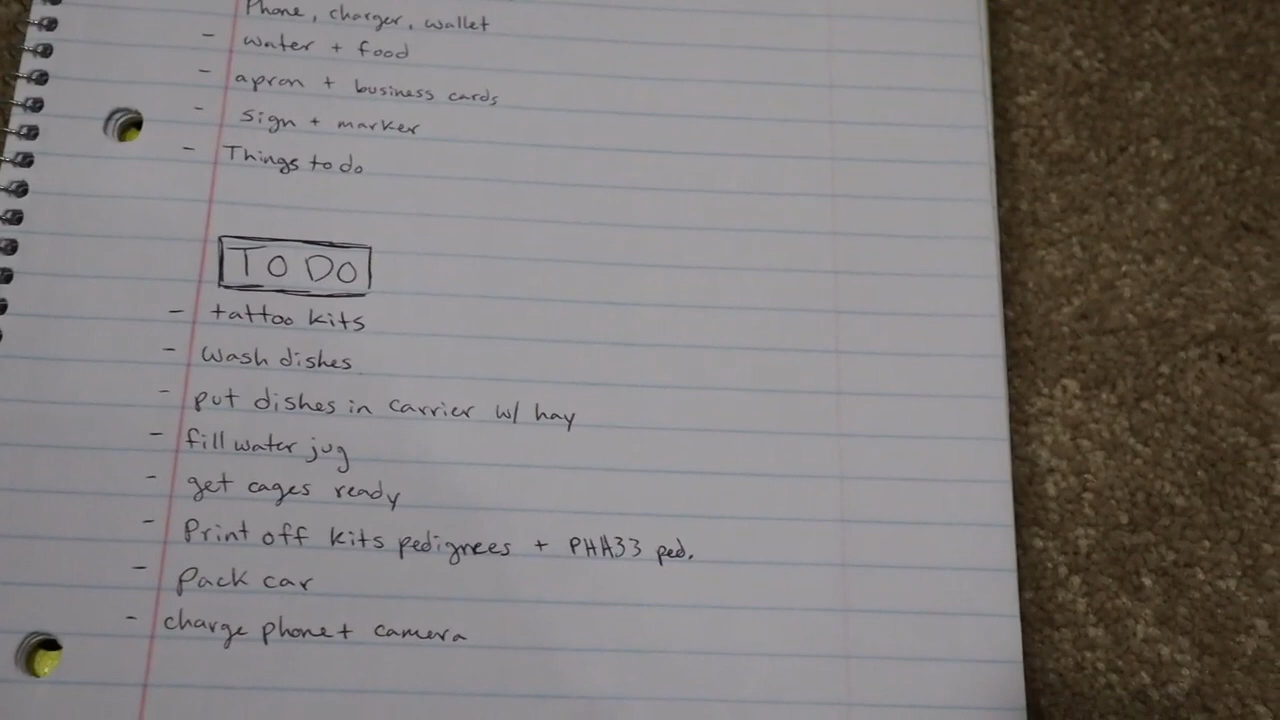 Phone, charger, wallet
- water + food
- apron + business cards
- sign + marker
- Things to do
TO DO
- tattoo kits
- wash dishes
- put dishes in carrier w/ hay
- fill water jug
- get cages ready
- Print off kits pedigrees + PHA33 ped.
- Pack car
- charge phone + camera